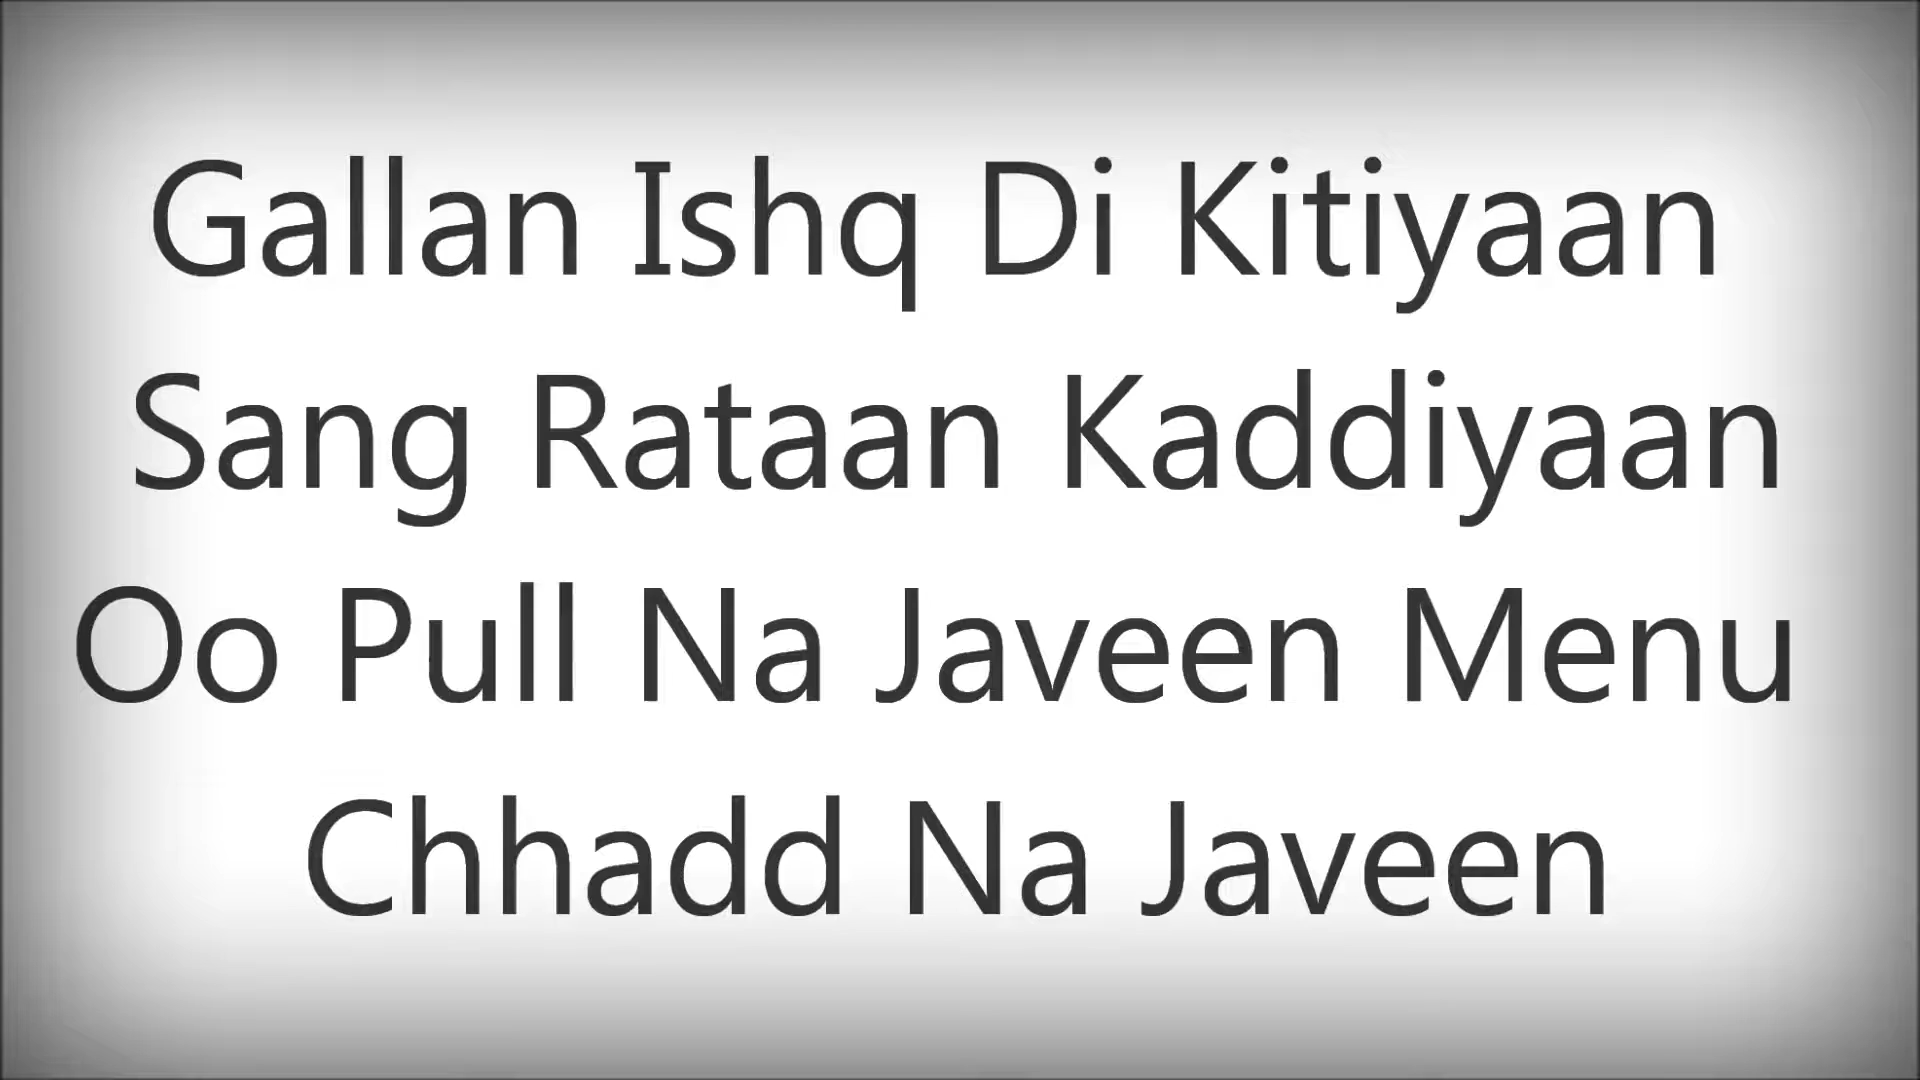 Gallan Ishq Di Kitiyaan
Sang Rataan Kaddiyaan
Oo Pull Na Javeen Menu
Chhadd Na Javeen